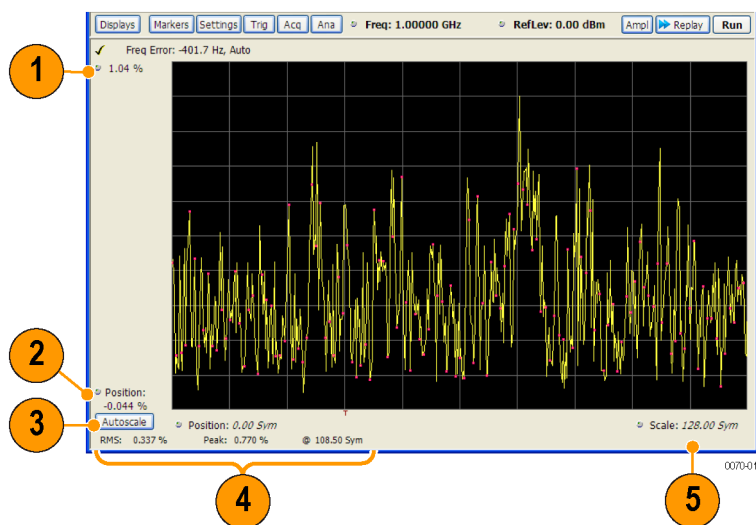 Displays Markers Settings Trig Acq Ana Freq: 1.00000 GHz RefLev: 0.00 dBm Ampl Replay Run
Freq Error: -401.7 Hz, Auto
1
1.04 %
2
Position:
-0.044 %
3
Autoscale
Position: 0.00 Sym
Scale: 128.00 Sym
T
RMS: 0.337 % Peak: 0.770 % @ 108.50 Sym
0070-01
4
5